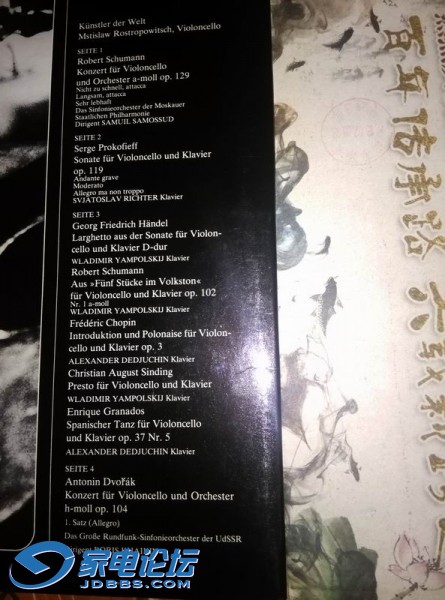 Künstler der Welt
Mstislaw Rostropowitsch, Violoncello
SEITE 1
Robert Schumann
Konzert für Violoncello
und Orchester a-moll op. 129
Nicht zu schnell, attacca
Langsam, attacca
Sehr lebhaft
Das Sinfonieorchester der Moskauer
Staatlichen Philharmonie
Dirigent SAMUIL SAMOSSUD
SEITE 2
Serge Prokofieff
Sonate für Violoncello und Klavier
op. 119
Andante grave
Moderato
Allegro ma non troppo
SVJATOSLAV RICHTER Klavier
SEITE 3
Georg Friedrich Händel
Larghetto aus der Sonate für Violon-
cello und Klavier D-dur
WLADIMIR YAMPOLSKIJ Klavier
Robert Schumann
Aus »Fünf Stücke im Volkston«
für Violoncello und Klavier op. 102
Nr. 1 a-moll
WLADIMIR YAMPOLSKIJ Klavier
Frédéric Chopin
Introduktion und Polonaise für Violon-
cello und Klavier op. 3
ALEXANDER DEDJUCHIN Klavier
Christian August Sinding
Presto für Violoncello und Klavier
WLADIMIR YAMPOLSKIJ Klavier
Enrique Granados
Spanischer Tanz für Violoncello
und Klavier op. 37 Nr. 5
ALEXANDER DEDJUCHIN Klavier
SEITE 4
Antonin Dvořák
Konzert für Violoncello und Orchester
h-moll op. 104
1. Satz (Allegro)
Das Große Rundfunk-Sinfonieorchester der UdSSR
Dirigent BORIS
百年传承路
家电论坛
JDBBS.COM